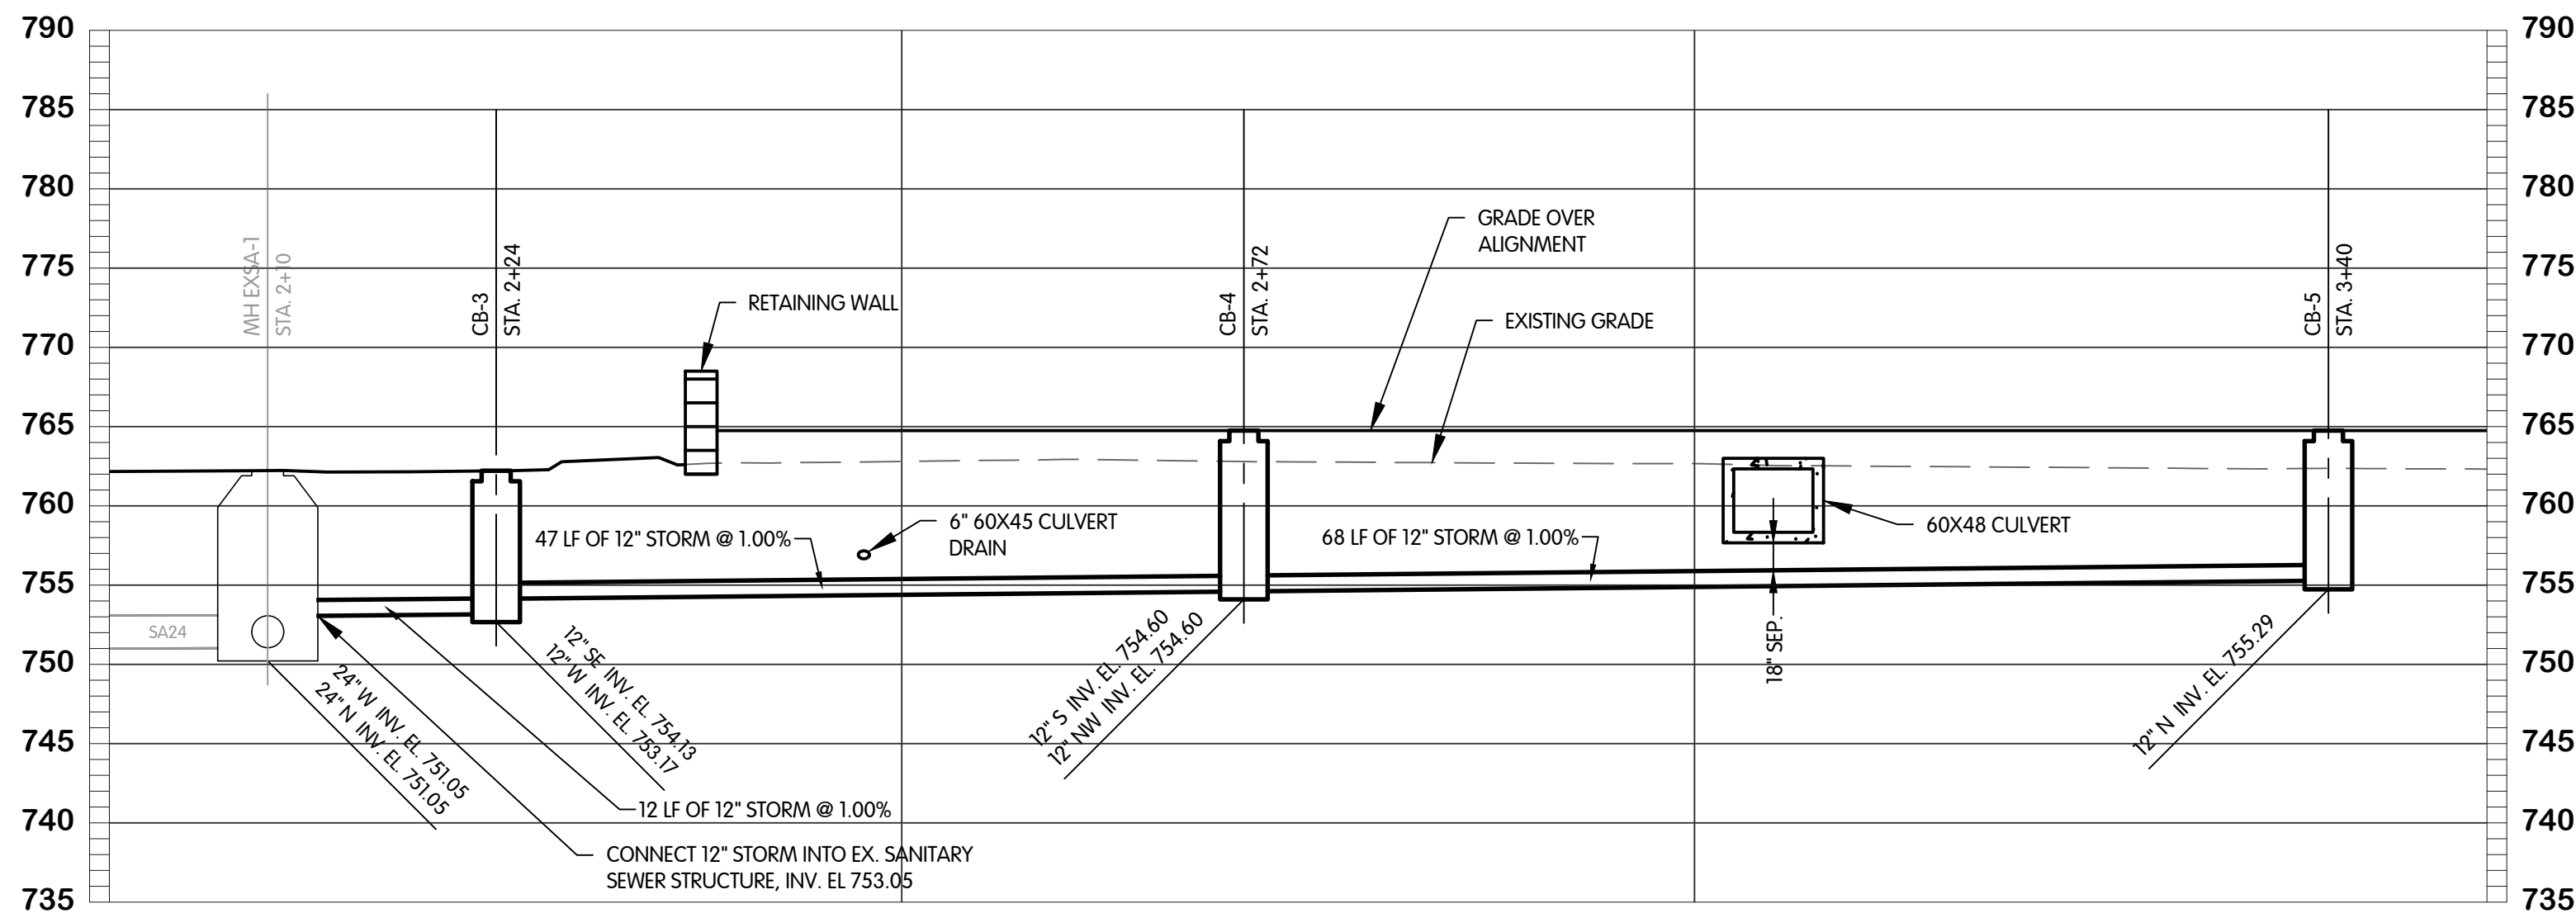 790
790
785
785
780
780
775
775
770
770
765
765
760
760
755
755
750
750
745
745
740
740
735
735
MH EXSA-1
STA. 2+10
CB-3
STA. 2+24
CB-4
STA. 2+72
CB-5
STA. 3+40
GRADE OVER
ALIGNMENT
RETAINING WALL
EXISTING GRADE
47 LF OF 12" STORM @ 1.00%
6" 60X45 CULVERT
DRAIN
68 LF OF 12" STORM @ 1.00%
60X48 CULVERT
SA24
18" SEP.
24" W INV. EL. 751.05
24" N INV. EL. 751.05
12" SE INV. EL. 754.13
12" W INV. EL. 753.17
12" S INV. EL. 754.60
12" NW INV. EL. 754.60
12" N INV. EL. 755.29
12 LF OF 12" STORM @ 1.00%
CONNECT 12" STORM INTO EX. SANITARY
SEWER STRUCTURE, INV. EL 753.05